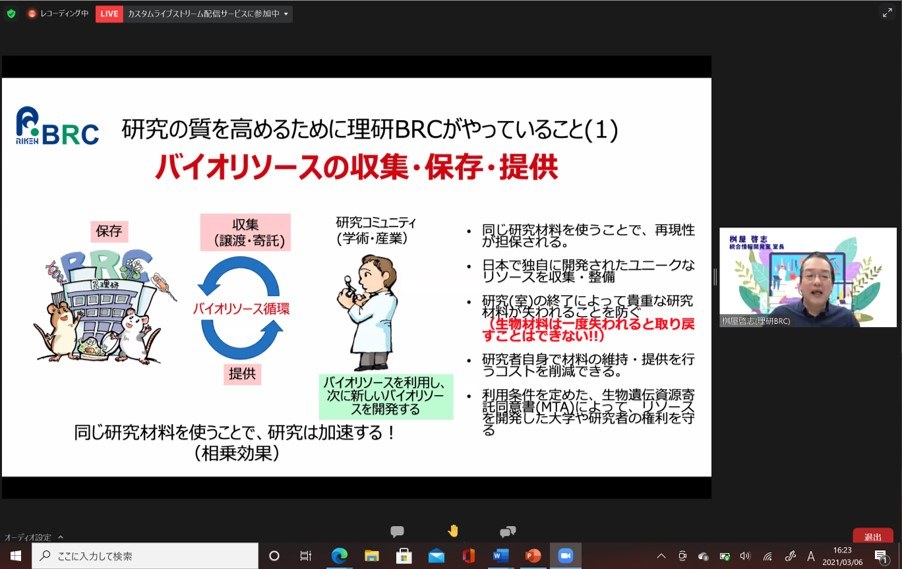 レコーディング中
LIVE カスタムライブストリーム配信サービスに参加中
RIKEN BRC
研究の質を高めるために理研BRCがやっていること(1)
バイオリソースの収集・保存・提供
保存
BRC
理研
収集
(譲渡・寄託)
バイオリソース循環
提供
研究コミュニティ
(学術・産業)
バイオリソースを利用し、
次に新しいバイオリソー
スを開発する
同じ研究材料を使うことで、研究は加速する！
(相乗効果)
• 同じ研究材料を使うことで、再現性
が担保される。
• 日本で独自に開発されたユニークな
リソースを収集・整備
• 研究(室)の終了によって貴重な研究
材料が失われることを防ぐ
(生物材料は一度失われると取り戻
すことはできない!!)
• 研究者自身で材料の維持・提供を行
うコストを削減できる。
• 利用条件を定めた、生物遺伝資源寄
託同意書(MTA)によって、リソース
を開発した大学や研究者の権利を守
る
桝屋 啓志
統合情報開発室 室長
桝屋啓志(理研BRC)
オーディオ設定
退出
ここに入力して検索
A
16:23
2021/03/06
1